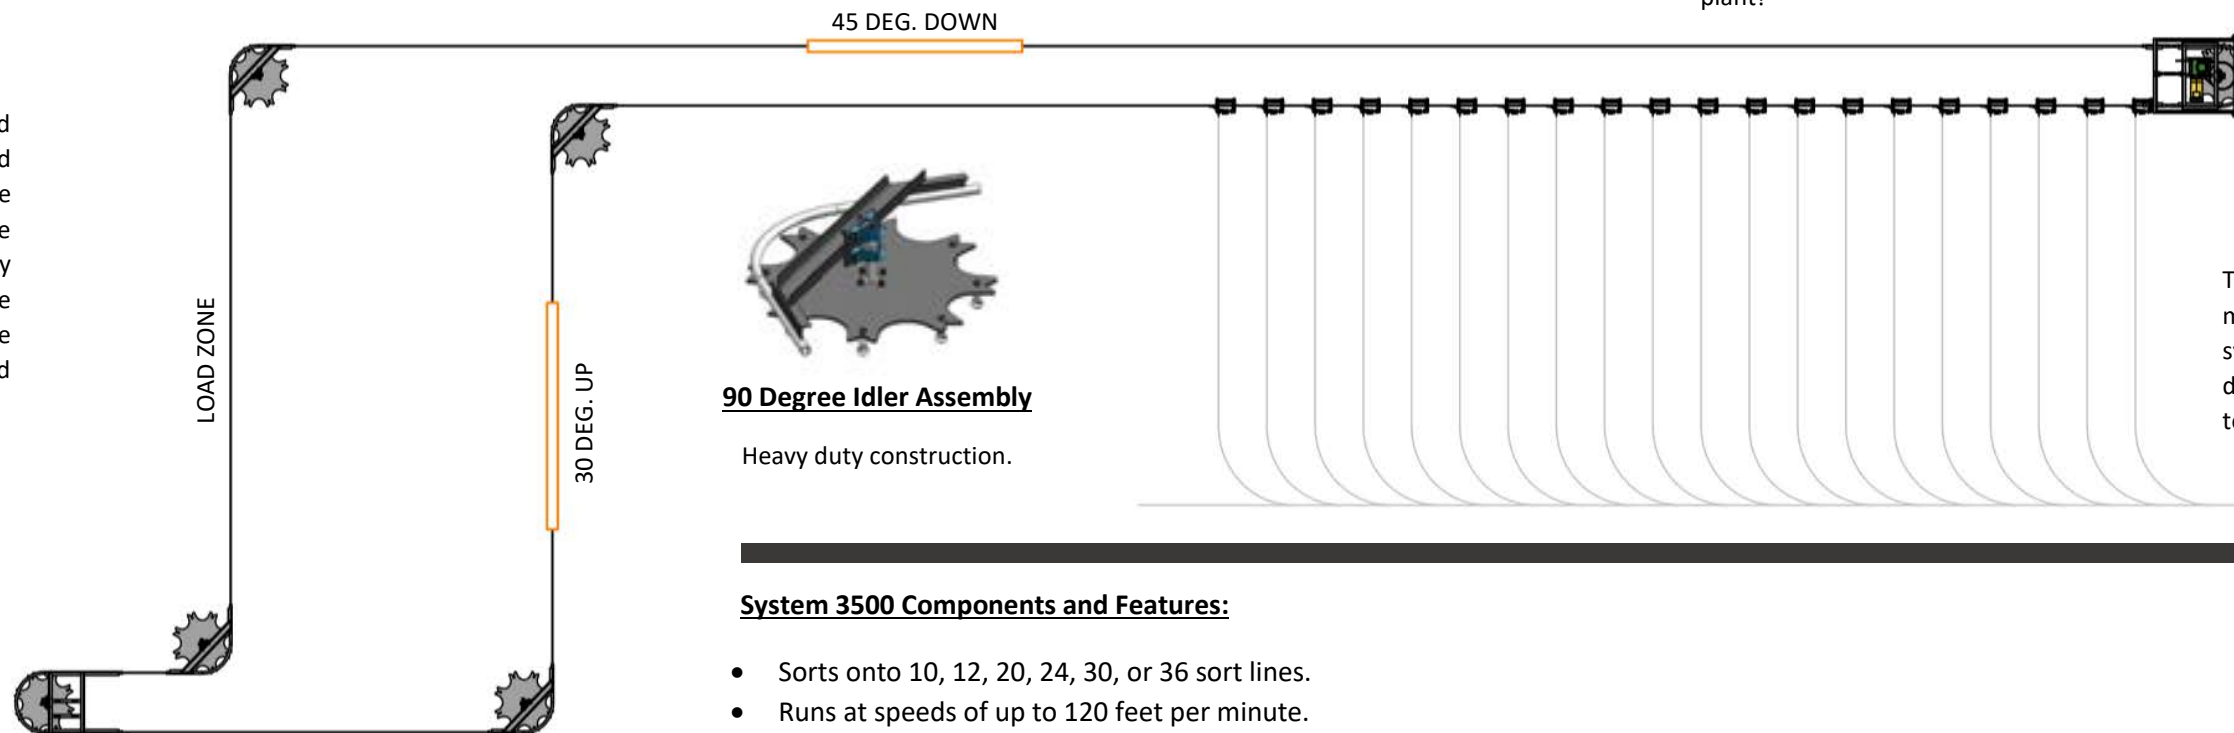 plant?
45 DEG. DOWN
LOAD ZONE
30 DEG. UP
90 Degree Idler Assembly
Heavy duty construction.
System 3500 Components and Features:
• Sorts onto 10, 12, 20, 24, 30, or 36 sort lines.
• Runs at speeds of up to 120 feet per minute.